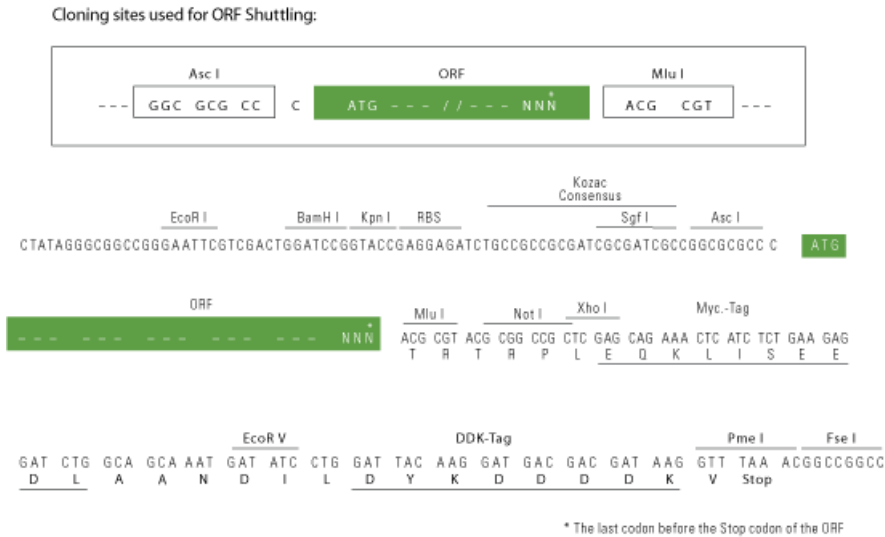 Cloning sites used for ORF Shuttling:
Asc I ORF Mlu I
--- GGC GCG CC C ATG --- // --- NNN* ACG CGT ---
Kozac
Consensus
EcoR I BamH I Kpn I RBS Sgf I Asc I
CTATAGGGCGGCCGGGAATTCGTCGACTGGATCCGGTACCGAGGAGATCTGCCGCCGCGATCGCGATCGCCGGCGCGCC C ATG
ORF
Mlu I Not I Xho I Myc.-Tag
--- --- --- --- --- NNN* ACG CGT ACG CGG CCG CTC GAG CAG AAA CTC ATC TCT GAA GAG
T R T R P L E Q K L I S E E
EcoR V DDK-Tag Pme I Fse I
GAT CTG GCA GCA AAT GAT ATC CTG GAT TAC AAG GAT GAC GAC GAT AAG GTT TAA ACGGCCGGCC
D L A A N D I L D Y K D D D D K V Stop
* The last codon before the Stop codon of the ORF